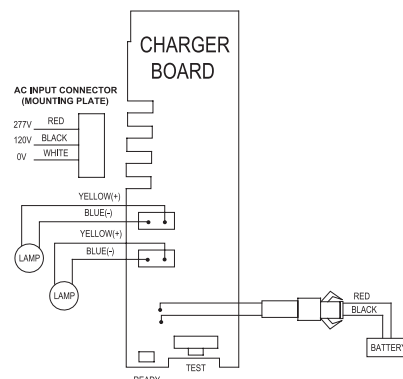 CHARGER
BOARD
AC INPUT CONNECTOR
(MOUNTING PLATE)
277V RED
120V BLACK
0V WHITE
YELLOW(+)
BLUE(-)
YELLOW(+)
BLUE(-)
LAMP
LAMP
RED
BLACK
BATTERY
TEST
READY